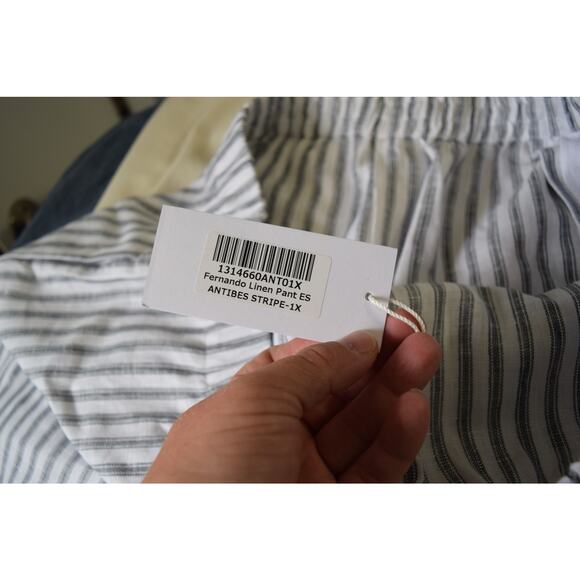 1314660ANT01X
Fernando Linen Pant ES
ANTIBES STRIPE-1X